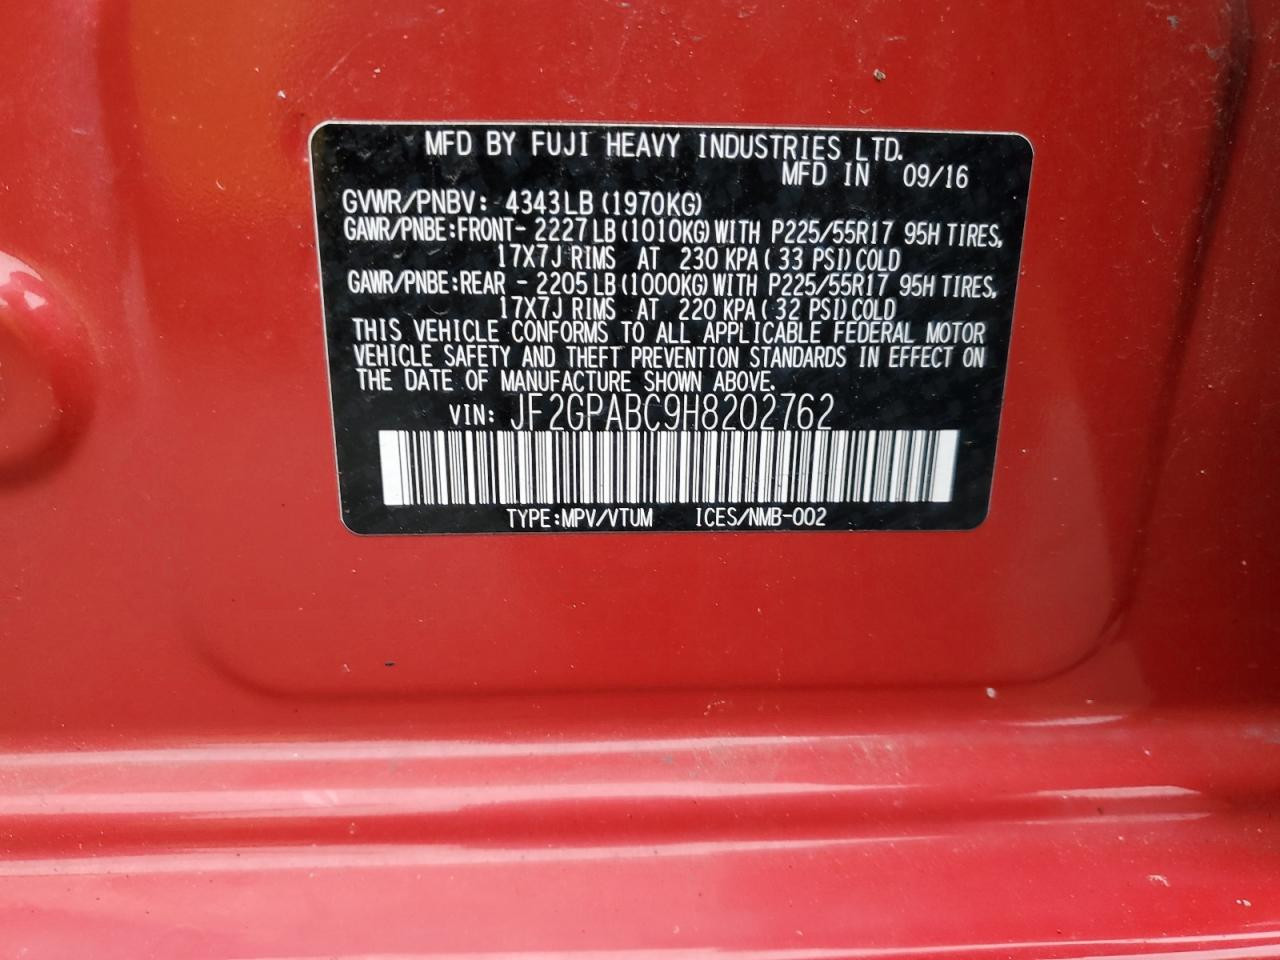 MFD BY FUJI HEAVY INDUSTRIES LTD.
MFD IN 09/16
GVWR/PNBV: 4343LB (1970KG)
GAWR/PNBE:FRONT- 2227LB (1010KG) WITH P225/55R17 95H TIRES,
17X7J RIMS AT 230 KPA ( 33 PSI) COLD
GAWR/PNBE:REAR - 2205LB (1000KG) WITH P225/55R17 95H TIRES,
17X7J RIMS AT 220 KPA ( 32 PSI) COLD
THIS VEHICLE CONFORMS TO ALL APPLICABLE FEDERAL MOTOR
VEHICLE SAFETY AND THEFT PREVENTION STANDARDS IN EFFECT ON
THE DATE OF MANUFACTURE SHOWN ABOVE.
VIN: JF2GPABC9H8202762
TYPE:MPV/VTUM ICES/NMB-002